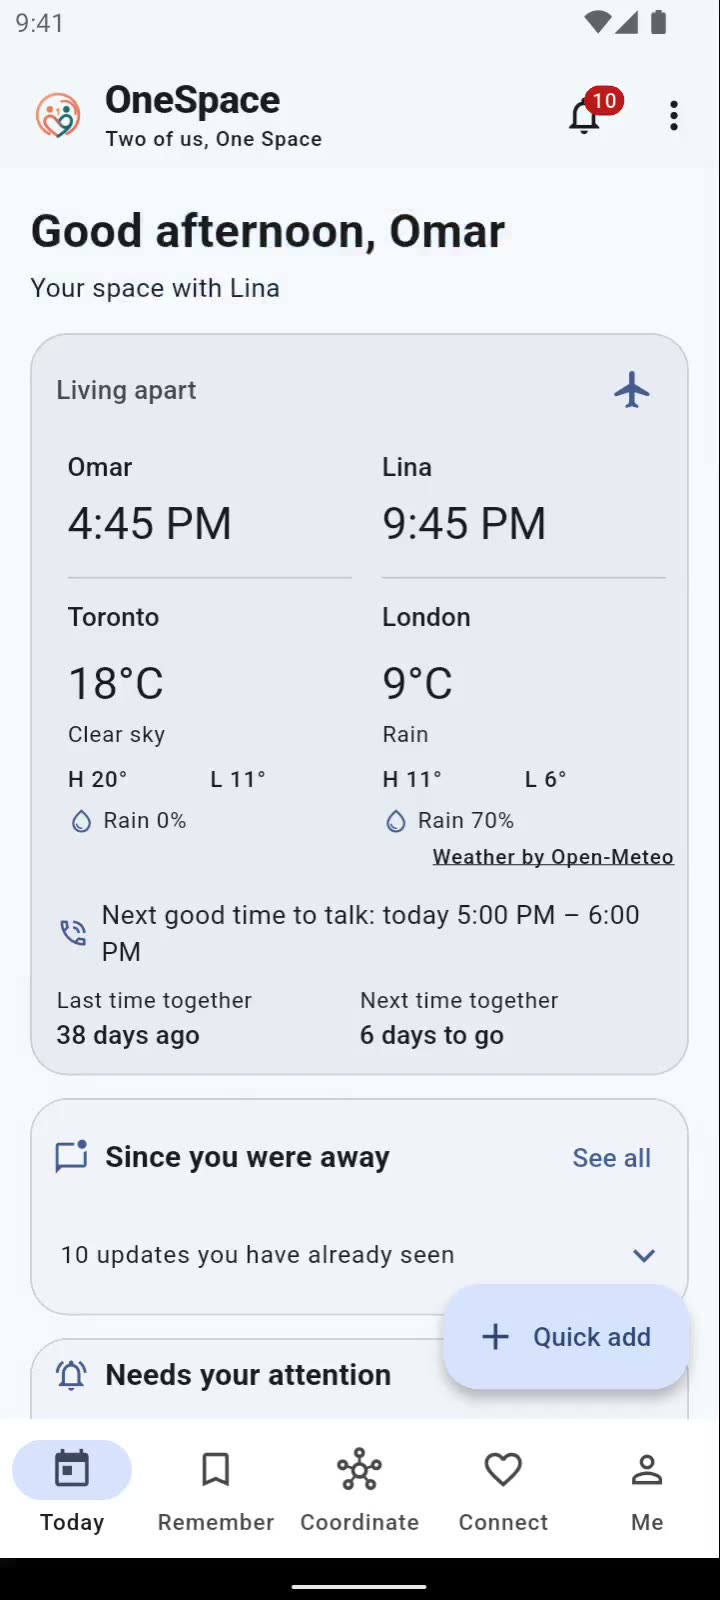 9:41
OneSpace
Two of us, One Space
10
Good afternoon, Omar
Your space with Lina
Living apart
Omar
4:45 PM
Toronto
18°C
Clear sky
H 20° L 11°
Rain 0%
Lina
9:45 PM
London
9°C
Rain
H 11° L 6°
Rain 70%
Weather by Open-Meteo
Next good time to talk: today 5:00 PM – 6:00
PM
Last time together
38 days ago
Next time together
6 days to go
Since you were away
See all
10 updates you have already seen
Quick add
Needs your attention
Today
Remember
Coordinate
Connect
Me